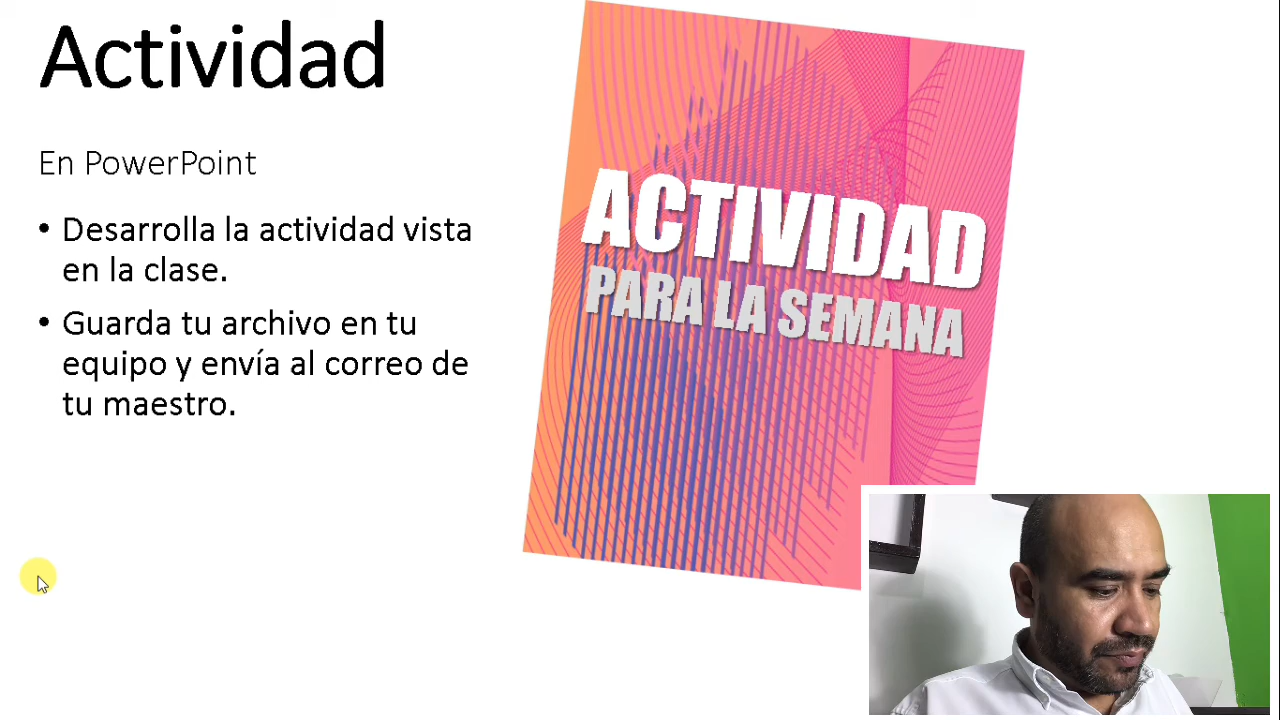 Actividad
En PowerPoint
• Desarrolla la actividad vista
en la clase.
• Guarda tu archivo en tu
equipo y envía al correo de
tu maestro.
ACTIVIDAD
PARA LA SEMANA